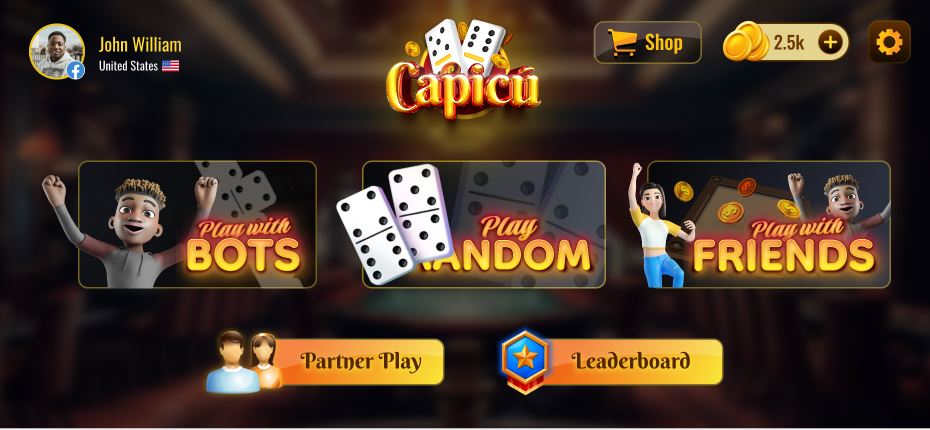 John William
United States
Capicú
Shop
2.5k
Play with
BOTS
Play
RANDOM
Play with
FRIENDS
Partner Play
Leaderboard